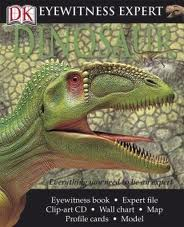 DK EYEWITNESS EXPERT
DINOSAUR
Everything you need to be an expert
Eyewitness book • Expert file
Clip-art CD • Wall chart • Map
Profile cards • Model